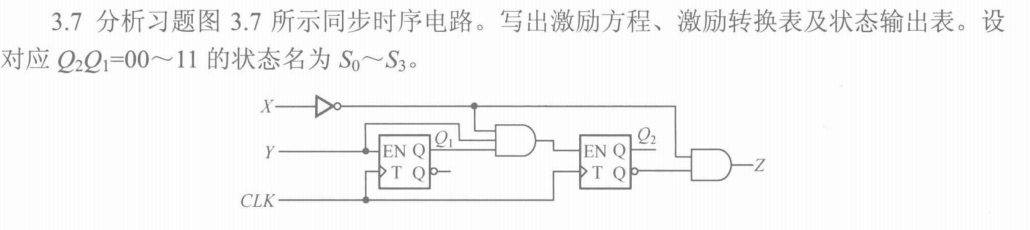 3.7 分析习题图 3.7 所示同步时序电路。写出激励方程、激励转换表及状态输出表。设
对应 Q₂Q₁=00～11 的状态名为 S₀～S₃。
X
Q₁
Q₂
Y
EN Q
EN Q
T Q
T Q
Z
CLK